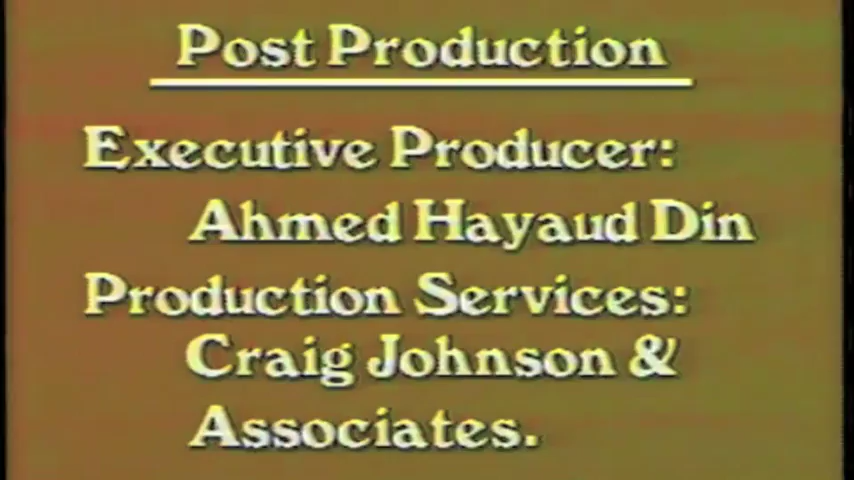 Post Production
Executive Producer:
Ahmed Hayaud Din
Production Services:
Craig Johnson &
Associates.